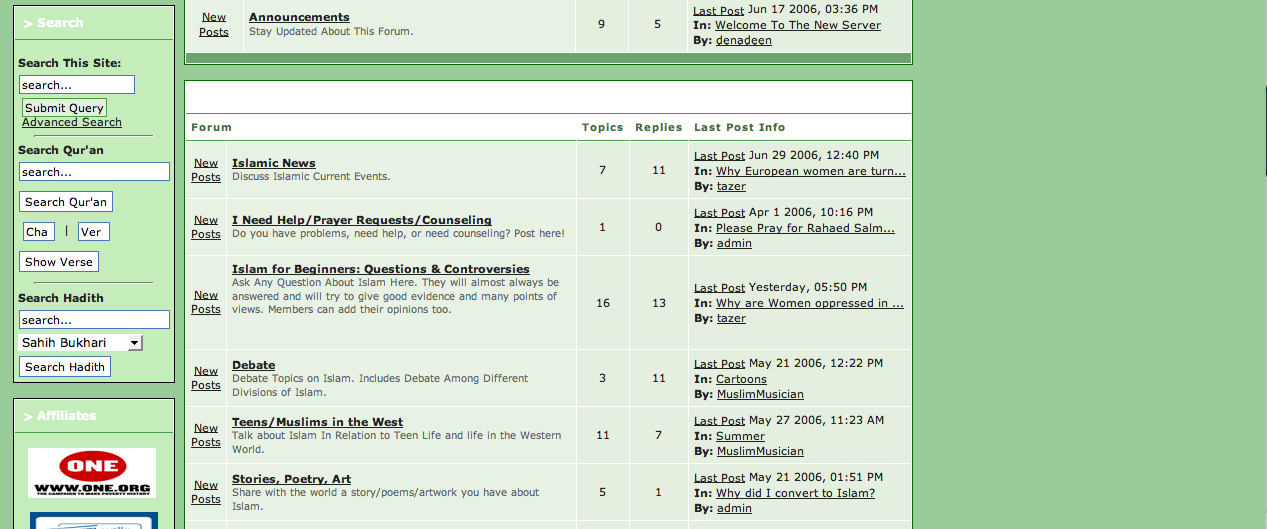 > Search
Search This Site:
search...
Submit Query
Advanced Search
Search Qur'an
search...
Search Qur'an
Cha | Ver
Show Verse
Search Hadith
search...
Sahih Bukhari
Search Hadith
> Affiliates
ONE
WWW.ONE.ORG
THE CAMPAIGN TO MAKE POVERTY HISTORY
New Posts
Announcements
Stay Updated About This Forum.
9
5
Last Post Jun 17 2006, 03:36 PM
In: Welcome To The New Server
By: denadeen
Forum Topics Replies Last Post Info
New
Posts
Islamic News
Discuss Islamic Current Events.
7
11
Last Post Jun 29 2006, 12:40 PM
In: Why European women are turn...
By: tazer
New
Posts
I Need Help/Prayer Requests/Counseling
Do you have problems, need help, or need counseling? Post here!
1
0
Last Post Apr 1 2006, 10:16 PM
In: Please Pray for Rahaed Salm...
By: admin
New
Posts
Islam for Beginners: Questions & Controversies
Ask Any Question About Islam Here. They will almost always be
answered and will try to give good evidence and many points of
views. Members can add their opinions too.
16
13
Last Post Yesterday, 05:50 PM
In: Why are Women oppressed in ...
By: tazer
New
Posts
Debate
Debate Topics on Islam. Includes Debate Among Different
Divisions of Islam.
3
11
Last Post May 21 2006, 12:22 PM
In: Cartoons
By: MuslimMusician
New
Posts
Teens/Muslims in the West
Talk about Islam In Relation to Teen Life and life in the Western
World.
11
7
Last Post May 27 2006, 11:23 AM
In: Summer
By: MuslimMusician
New
Posts
Stories, Poetry, Art
Share with the world a story/poems/artwork you have about
Islam.
5
1
Last Post May 21 2006, 01:51 PM
In: Why did I convert to Islam?
By: admin